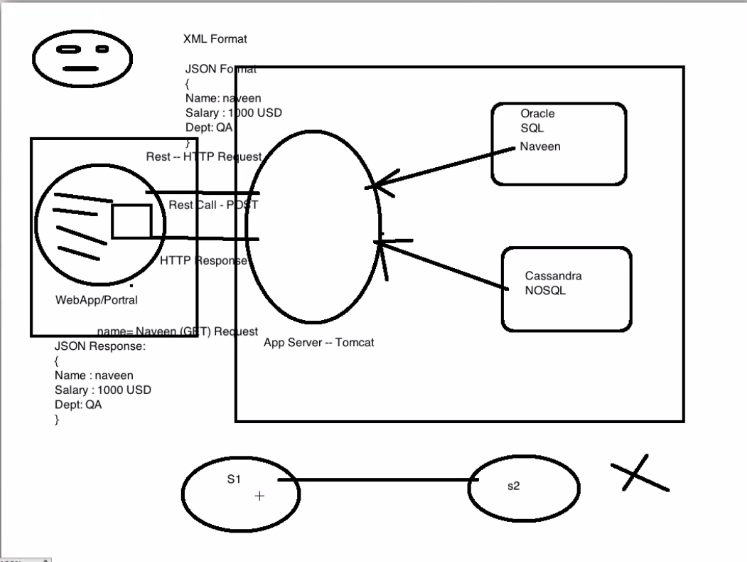 XML Format
JSON Format
{
Name: naveen
Salary : 1000 USD
Dept: QA
}
Rest -- HTTP Request
Rest Call - POST
HTTP Response
WebApp/Portral
name= Naveen (GET) Request
JSON Response:
{
Name : naveen
Salary : 1000 USD
Dept: QA
}
App Server -- Tomcat
Oracle
SQL
Naveen
Cassandra
NOSQL
S1
s2